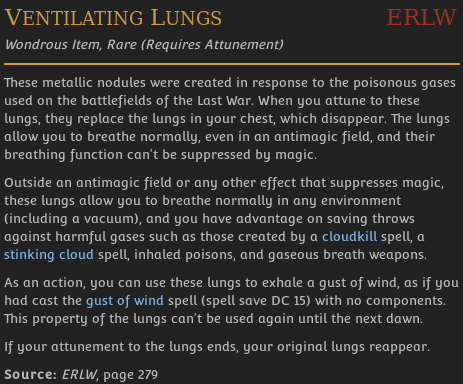 Ventilating Lungs ERLW
Wondrous Item, Rare (Requires Attunement)
These metallic nodules were created in response to the poisonous gases
used on the battlefields of the Last War. When you attune to these
lungs, they replace the lungs in your chest, which disappear. The lungs
allow you to breathe normally, even in an antimagic field, and their
breathing function can't be suppressed by magic.
Outside an antimagic field or any other effect that suppresses magic,
these lungs allow you to breathe normally in any environment
(including a vacuum), and you have advantage on saving throws
against harmful gases such as those created by a cloudkill spell, a
stinking cloud spell, inhaled poisons, and gaseous breath weapons.
As an action, you can use these lungs to exhale a gust of wind, as if you
had cast the gust of wind spell (spell save DC 15) with no components.
This property of the lungs can't be used again until the next dawn.
If your attunement to the lungs ends, your original lungs reappear.
Source: ERLW, page 279